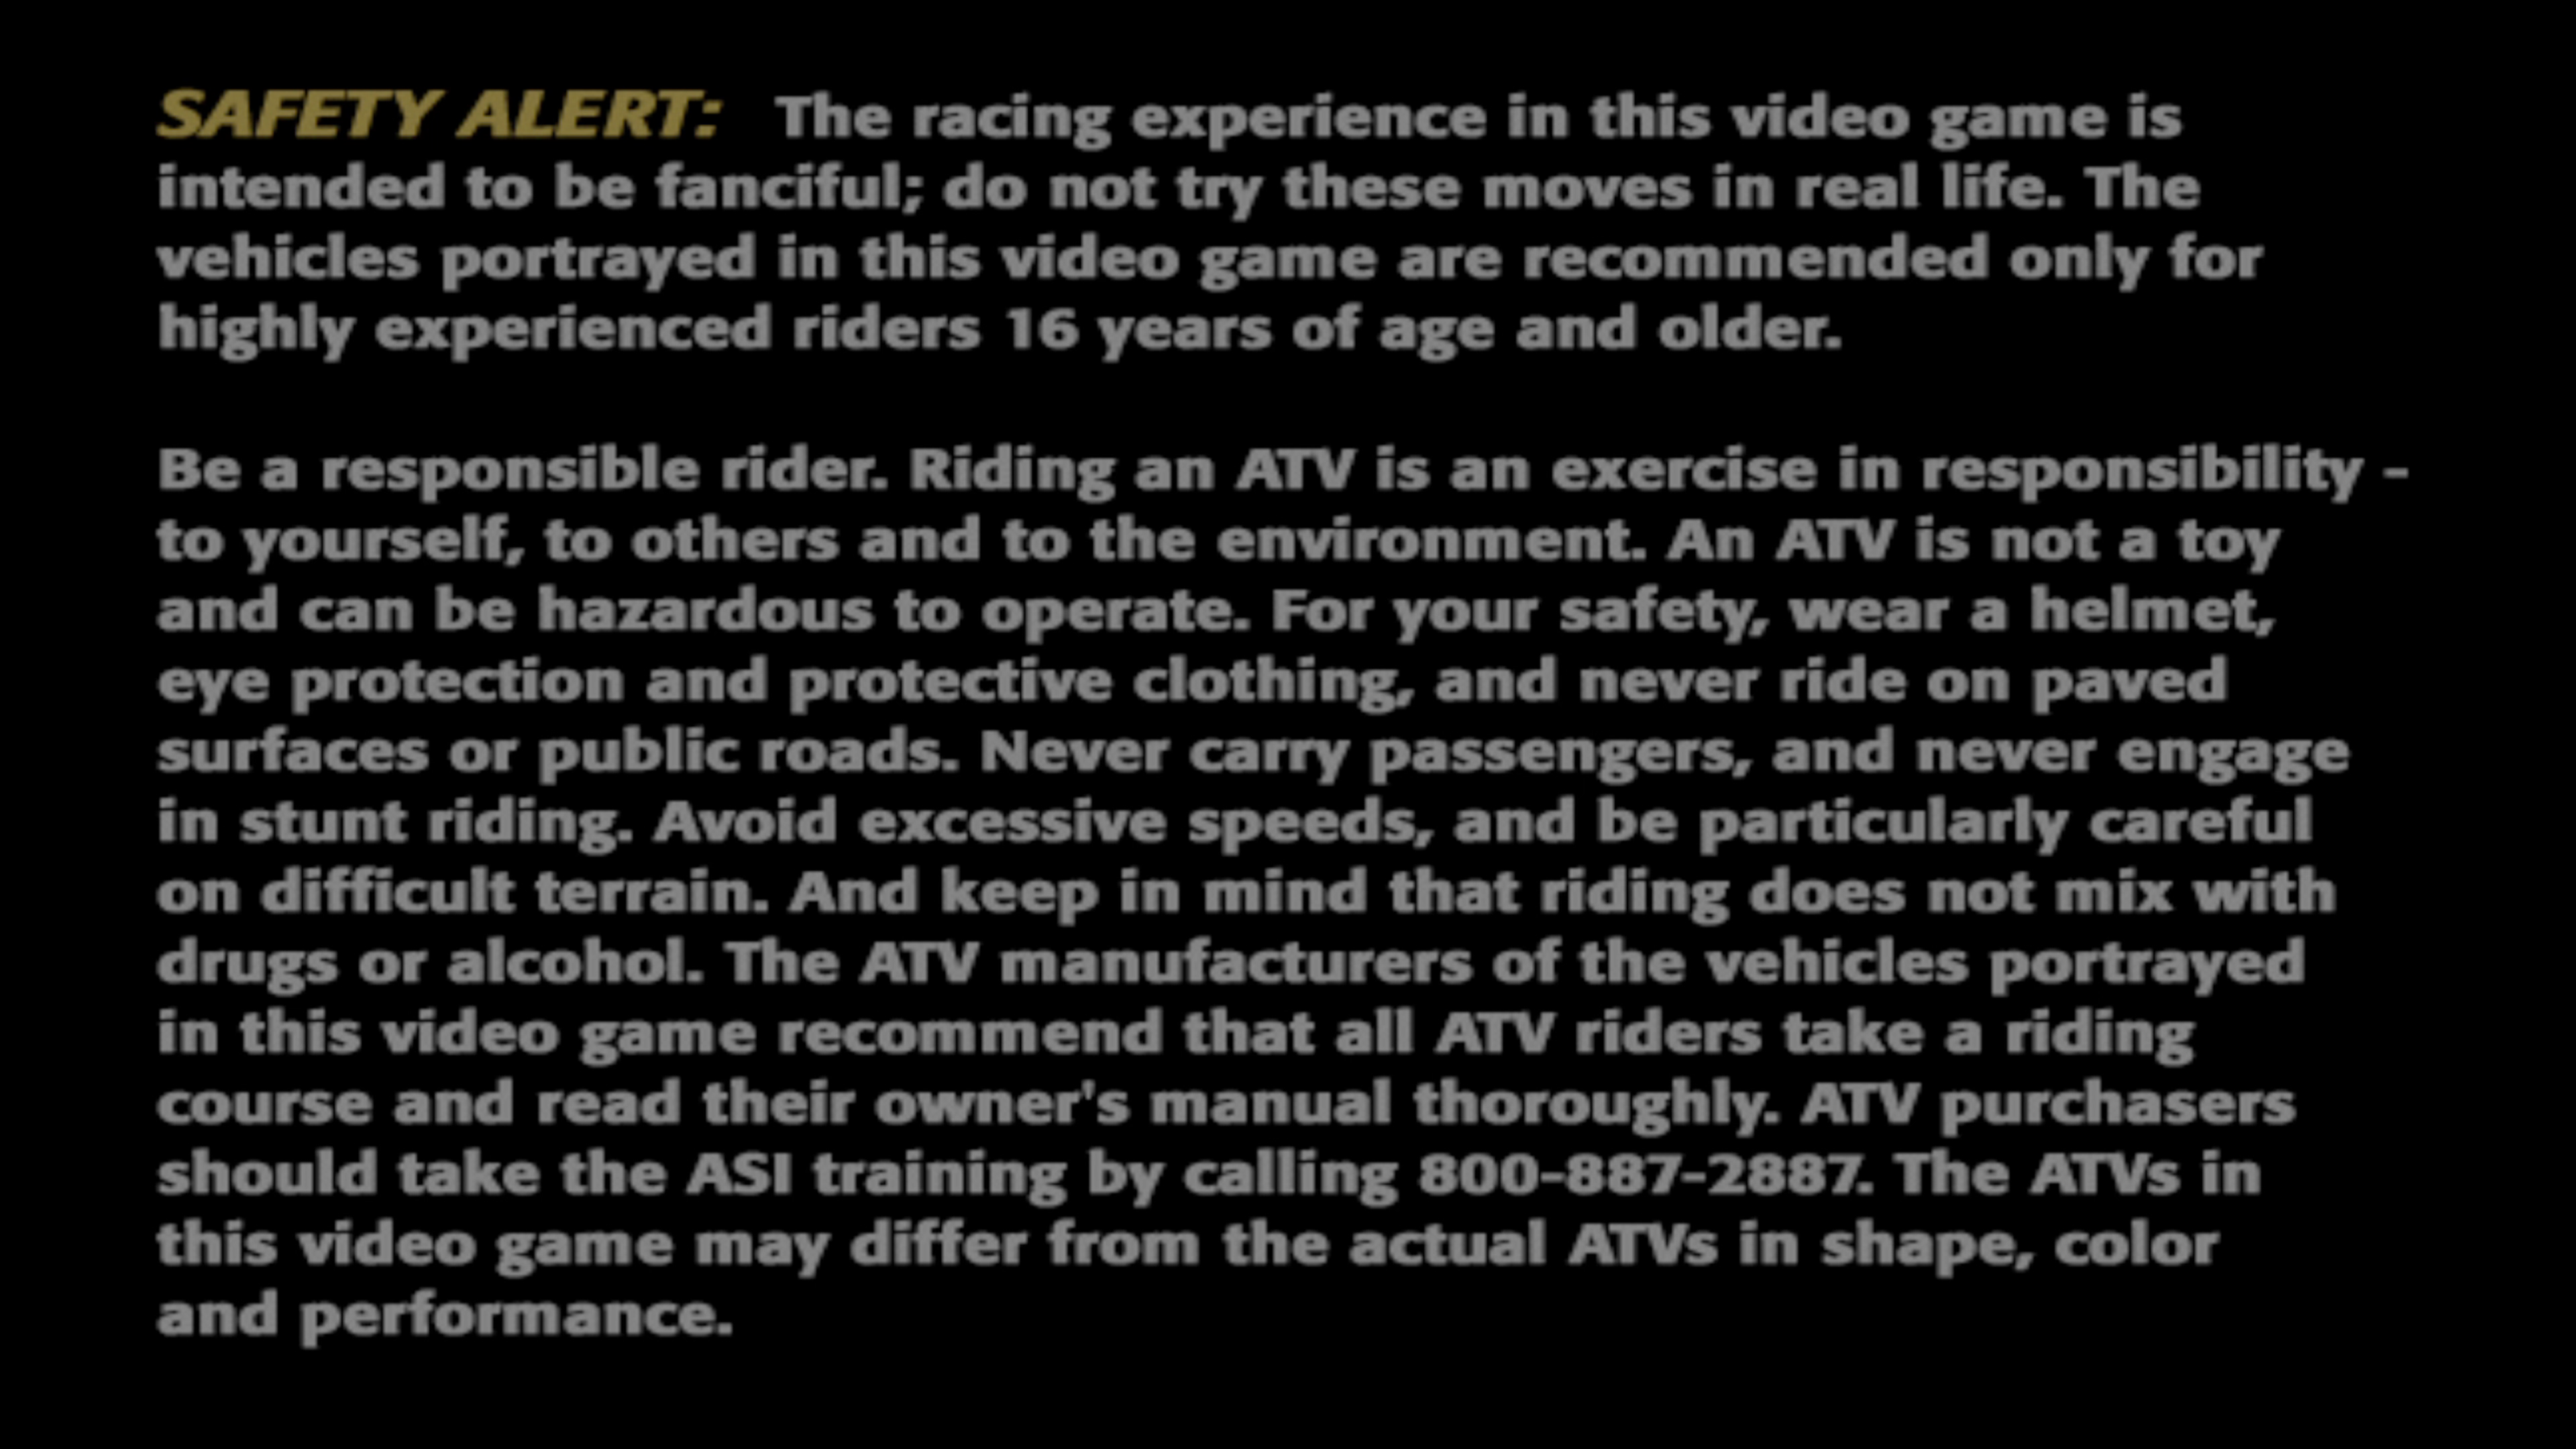 SAFETY ALERT: The racing experience in this video game is
intended to be fanciful; do not try these moves in real life. The
vehicles portrayed in this video game are recommended only for
highly experienced riders 16 years of age and older.
Be a responsible rider. Riding an ATV is an exercise in responsibility -
to yourself, to others and to the environment. An ATV is not a toy
and can be hazardous to operate. For your safety, wear a helmet,
eye protection and protective clothing, and never ride on paved
surfaces or public roads. Never carry passengers, and never engage
in stunt riding. Avoid excessive speeds, and be particularly careful
on difficult terrain. And keep in mind that riding does not mix with
drugs or alcohol. The ATV manufacturers of the vehicles portrayed
in this video game recommend that all ATV riders take a riding
course and read their owner's manual thoroughly. ATV purchasers
should take the ASI training by calling 800-887-2887. The ATVs in
this video game may differ from the actual ATVs in shape, color
and performance.